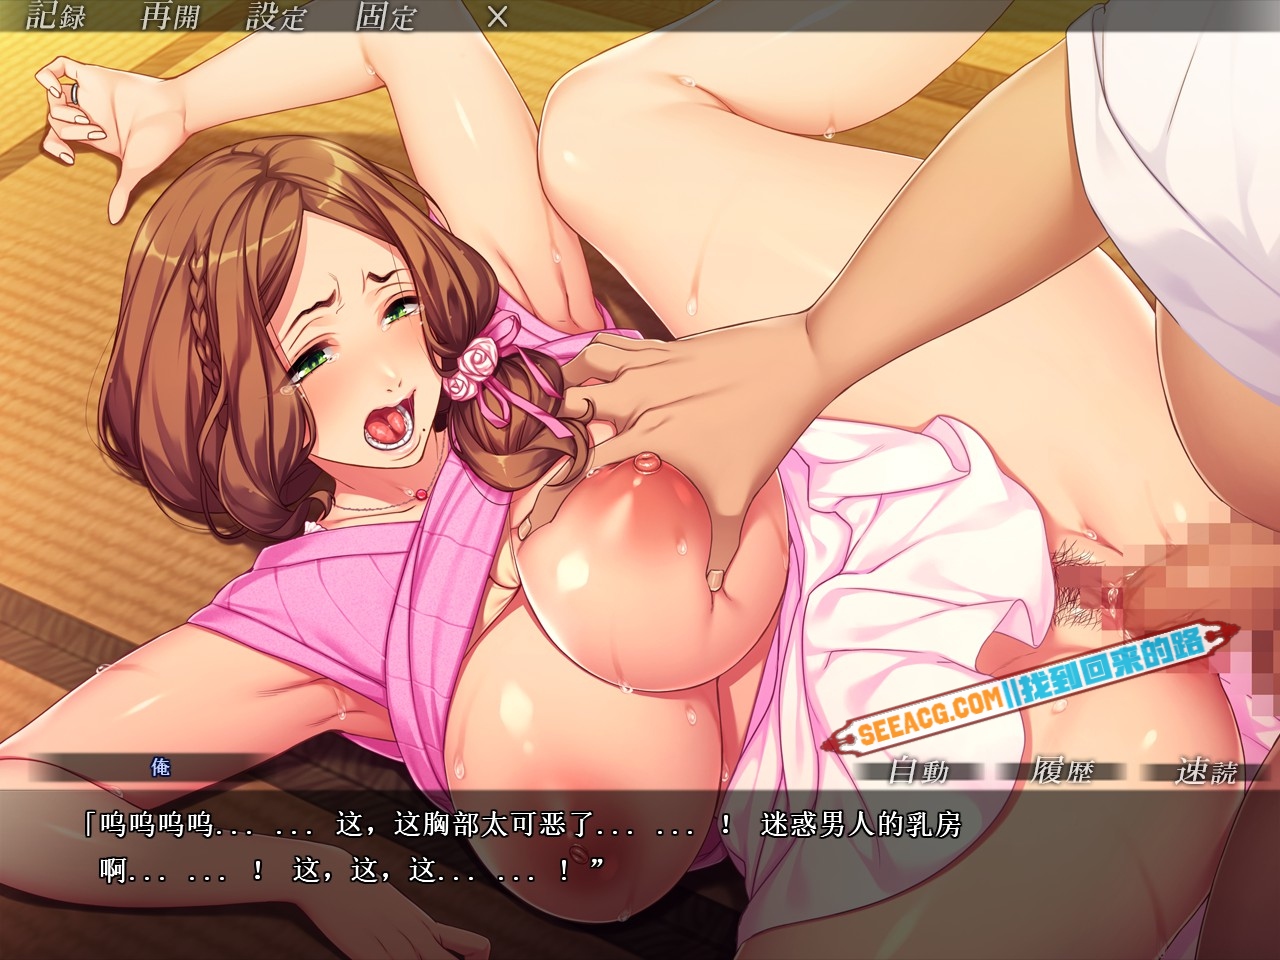 記録 再開 設定 固定 ×
SEEACG.COM||找到回来的路
俺
自動 履歴 速読
「呜呜呜呜... ... 这，这胸部太可恶了... ... ！ 迷惑男人的乳房
啊... ... ！ 这，这，这... ... ！”